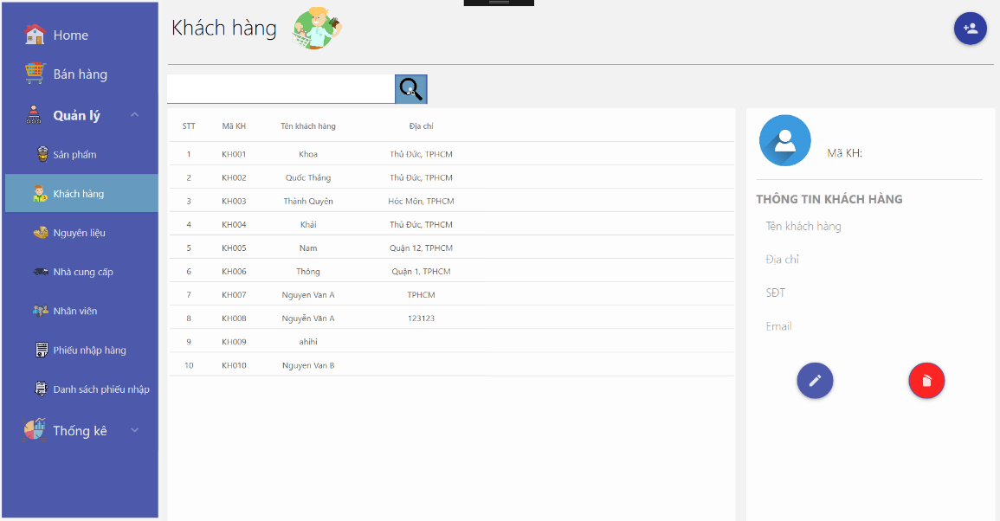 Home
Bán hàng
Quản lý
Sản phẩm
Khách hàng
Nguyên liệu
Nhà cung cấp
Nhân viên
Phiếu nhập hàng
Danh sách phiếu nhập
Thống kê
Khách hàng
STT Mã KH Tên khách hàng Địa chỉ
1 KH001 Khoa Thủ Đức, TPHCM
2 KH002 Quốc Thắng Thủ Đức, TPHCM
3 KH003 Thành Quyên Hóc Môn, TPHCM
4 KH004 Khải Thủ Đức, TPHCM
5 KH005 Nam Quận 12, TPHCM
6 KH006 Thông Quận 1, TPHCM
7 KH007 Nguyen Van A TPHCM
8 KH008 Nguyễn Văn A 123123
9 KH009 ahihi
10 KH010 Nguyen Van B
Mã KH:
THÔNG TIN KHÁCH HÀNG
Tên khách hàng
Địa chỉ
SĐT
Email